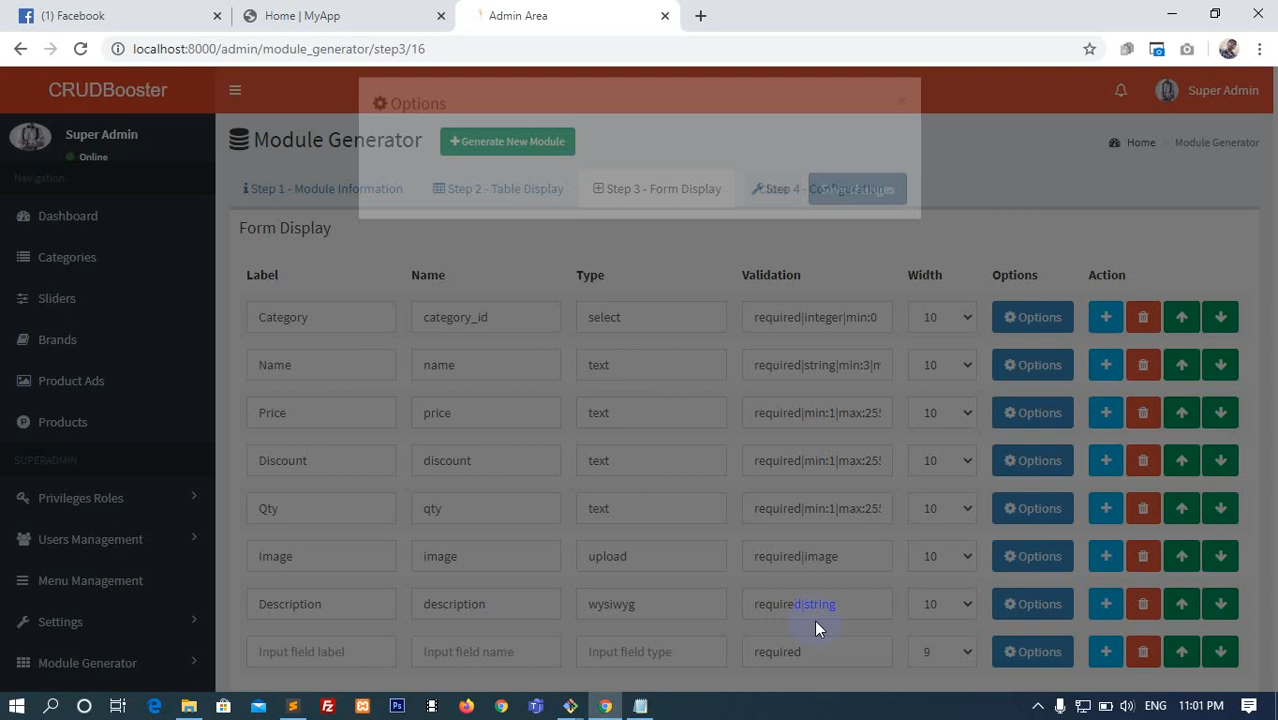 (1) Facebook
Home | MyApp
Admin Area
localhost:8000/admin/module_generator/step3/16
CRUDBooster
Super Admin
Super Admin
Online
Navigation
Dashboard
Categories
Sliders
Brands
Product Ads
Products
SUPERADMIN
Privileges Roles
Users Management
Menu Management
Settings
Module Generator
Options
Module Generator
Generate New Module
Home
Module Generator
Step 1 - Module Information
Step 2 - Table Display
Step 3 - Form Display
Step 4 - Configuration
Form Display
Label Name Type Validation Width Options Action
Category category_id select required|integer|min:0 10 Options
Name name text required|string|min:3|m 10 Options
Price price text required|min:1|max:255 10 Options
Discount discount text required|min:1|max:255 10 Options
Qty qty text required|min:1|max:255 10 Options
Image image upload required|image 10 Options
Description description wysiwyg required|string 10 Options
Input field label Input field name Input field type required 9
Options
ENG 11:01 PM